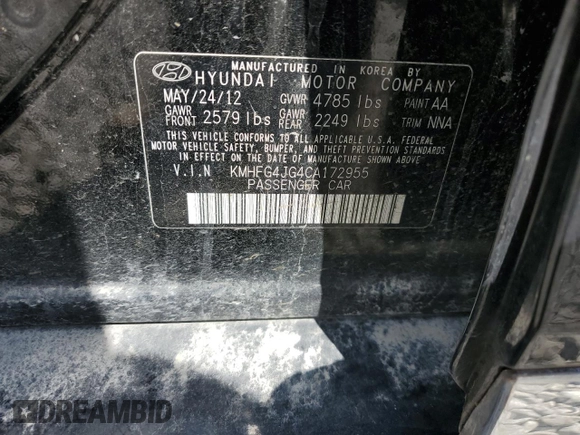 MANUFACTURED IN KOREA BY
HYUNDAI MOTOR COMPANY
MAY/24/12 GVWR 4785 lbs PAINT AA
GAWR FRONT 2579 lbs GAWR REAR 2249 lbs TRIM NNA
THIS VEHICLE CONFORMS TO ALL APPLICABLE U.S.A. FEDERAL
MOTOR VEHICLE SAFETY, BUMPER, AND THEFT PREVENTION STANDARDS
IN EFFECT ON THE DATE OF MANUFACTURE SHOWN ABOVE
V.I.N KMHFG4JG4CA172955
PASSENGER CAR
DREAMBID